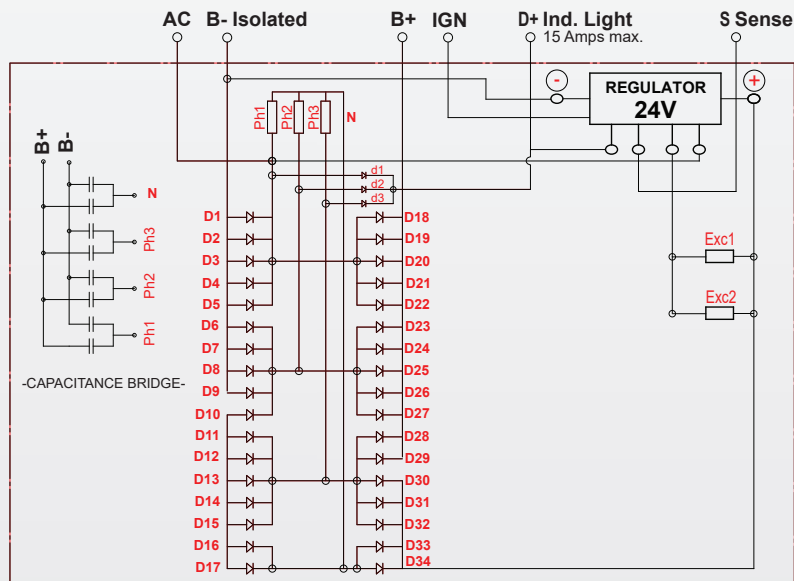 AC B- Isolated B+ IGN D+ Ind. Light S Sense
15 Amps max.
- +
REGULATOR
24V
Ph1 Ph2 Ph3 N
B+ B-
N
Ph3
Ph2
Ph1
-CAPACITANCE BRIDGE-
d1
d2
d3
D1 D18
D2 D19
D3 D20
D4 D21
D5 D22
D6 D23
D7 D24
D8 D25
D9 D26
D10 D27
D11 D28
D12 D29
D13 D30
D14 D31
D15 D32
D16 D33
D17 D34
Exc1
Exc2